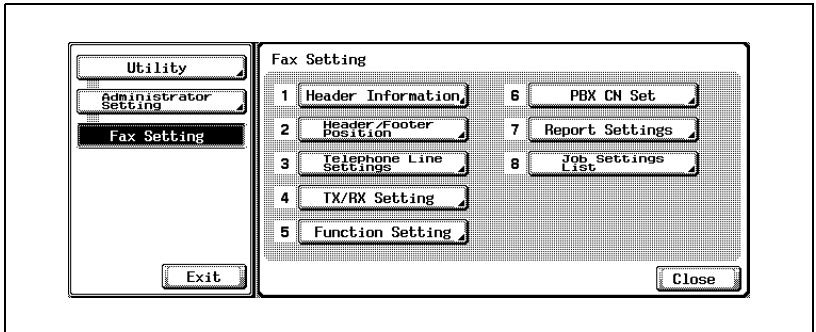 Utility
Administrator
Setting
Fax Setting
Exit
Fax Setting
1 Header Information
2 Header/Footer
Position
3 Telephone Line
Settings
4 TX/RX Setting
5 Function Setting
6 PBX CN Set
7 Report Settings
8 Job Settings
List
Close